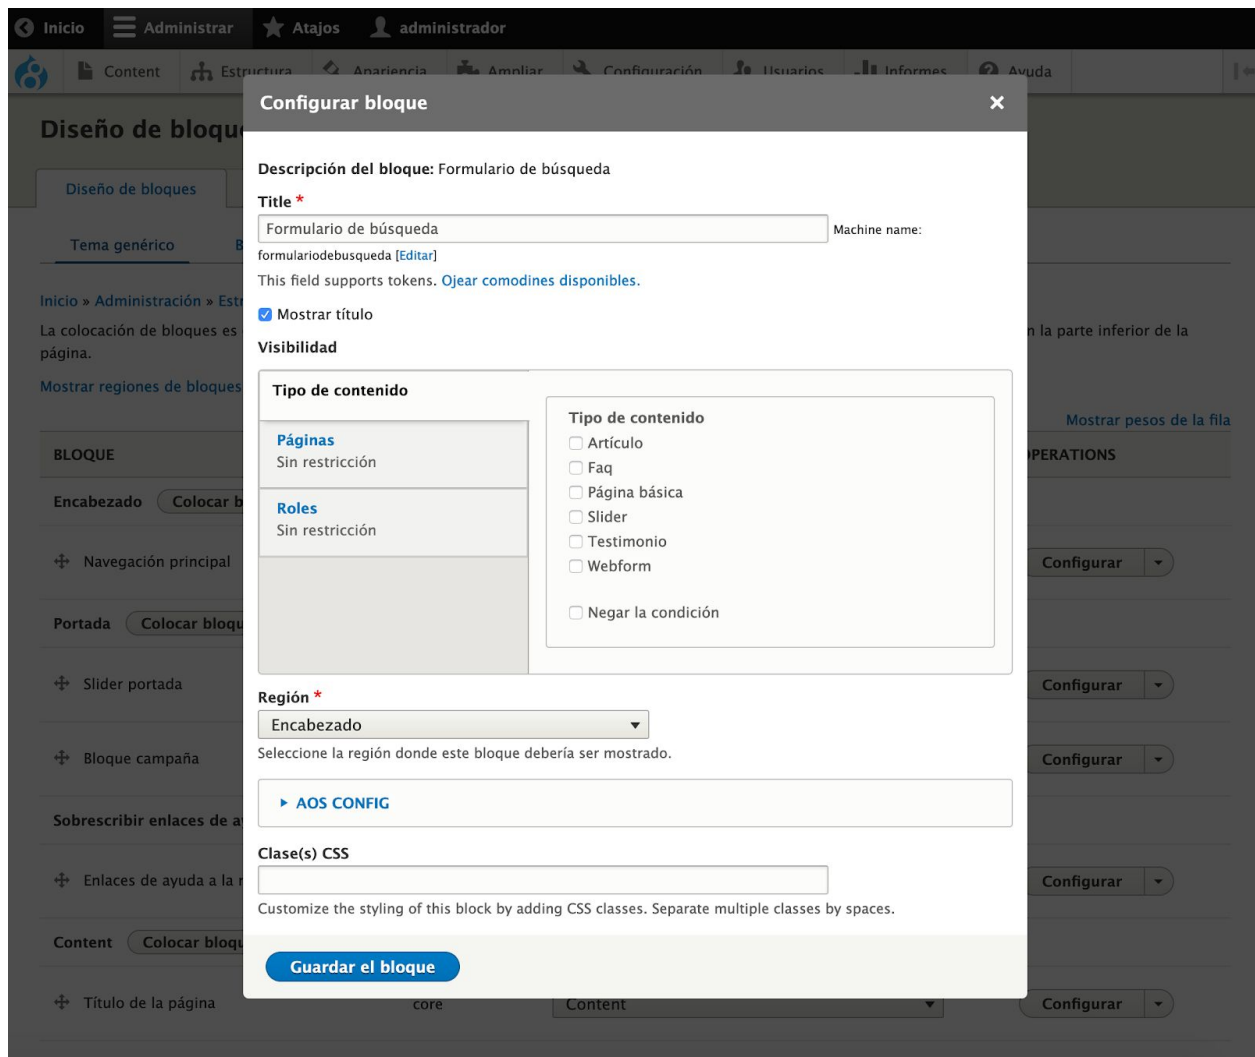 Inicio Administrar Atajos administrador
Content Estructura Apariencia Ampliar Configuración Usuarios Informes Ayuda
Configurar bloque
Diseño de bloqu
Descripción del bloque: Formulario de búsqueda
Diseño de bloques
Title *
Formulario de búsqueda Machine name:
Tema genérico B
formulariodebusqueda [Editar]
This field supports tokens. Ojear comodines disponibles.
Inicio » Administración » Estr
Mostrar título
La colocación de bloques es n la parte inferior de la
página.
Visibilidad
Mostrar regiones de bloques
Tipo de contenido
Tipo de contenido
Mostrar pesos de la fila
Páginas
Sin restricción
Artículo
BLOQUE OPERATIONS
Faq
Página básica
Roles
Sin restricción
Encabezado Colocar b
Slider
Testimonio
Navegación principal Configurar
Webform
Negar la condición
Portada Colocar bloqu
Slider portada Configurar
Región *
Encabezado
Seleccione la región donde este bloque debería ser mostrado.
Bloque campaña Configurar
AOS CONFIG
Sobrescribir enlaces de a
Clase(s) CSS
Enlaces de ayuda a la Configurar
Customize the styling of this block by adding CSS classes. Separate multiple classes by spaces.
Content Colocar bloqu
Guardar el bloque
Título de la página core Content Configurar